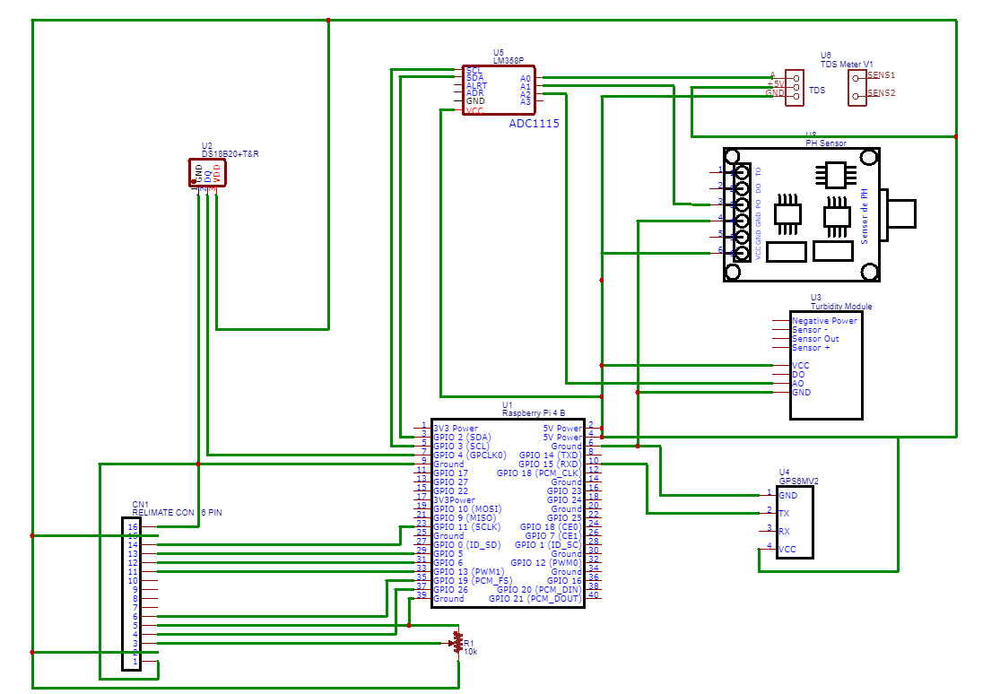 U5
LM358P
SCL
SDA
ALRT
ADR
GND
VCC
A0
A1
A2
A3
ADC1115
U6
TDS Meter V1
A
+5V
GND
TDS
SENS1
SENS2
U2
DS18B20+T&R
GND
DQ
VDD
1
2
3
PH Sensor
1
2
3
4
5
6
TO
DO
PO
GND
GND
VCC
Sensor de PH
U3
Turbidity Module
Negative Power
Sensor -
Sensor Out
Sensor +
VCC
DO
AO
GND
U1
Raspberry Pi 4 B
1 3V3 Power 5V Power 2
3 GPIO 2 (SDA) 5V Power 4
5 GPIO 3 (SCL) Ground 6
7 GPIO 4 (GPCLK0) GPIO 14 (TXD) 8
9 Ground GPIO 15 (RXD) 10
11 GPIO 17 GPIO 18 (PCM_CLK) 12
13 GPIO 27 Ground 14
15 GPIO 22 GPIO 23 16
17 3V3Power GPIO 24 18
19 GPIO 10 (MOSI) Ground 20
21 GPIO 9 (MISO) GPIO 25 22
23 GPIO 11 (SCLK) GPIO 18 (CE0) 24
25 Ground GPIO 7 (CE1) 26
27 GPIO 0 (ID_SD) GPIO 1 (ID_SC) 28
29 GPIO 5 Ground 30
31 GPIO 6 GPIO 12 (PWM0) 32
33 GPIO 13 (PWM1) Ground 34
35 GPIO 19 (PCM_FS) GPIO 16 36
37 GPIO 26 GPIO 20 (PCM_DIN) 38
39 Ground GPIO 21 (PCM_DOUT) 40
U4
GPS6MV2
1 GND
2 TX
3 RX
4 VCC
CN1
RELIMATE CON 6 PIN
16
15
14
13
12
11
10
9
8
7
6
5
4
3
2
1
R1
10k